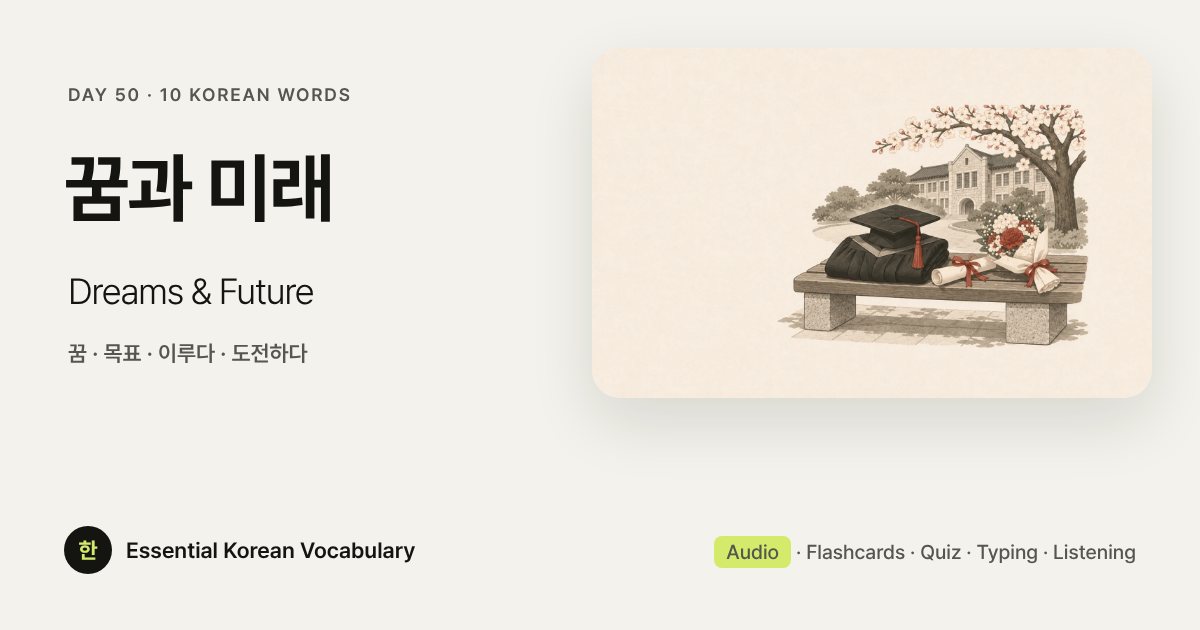 DAY 50 · 10 KOREAN WORDS
꿈과 미래
Dreams & Future
꿈 · 목표 · 이루다 · 도전하다
한 Essential Korean Vocabulary
Audio · Flashcards · Quiz · Typing · Listening